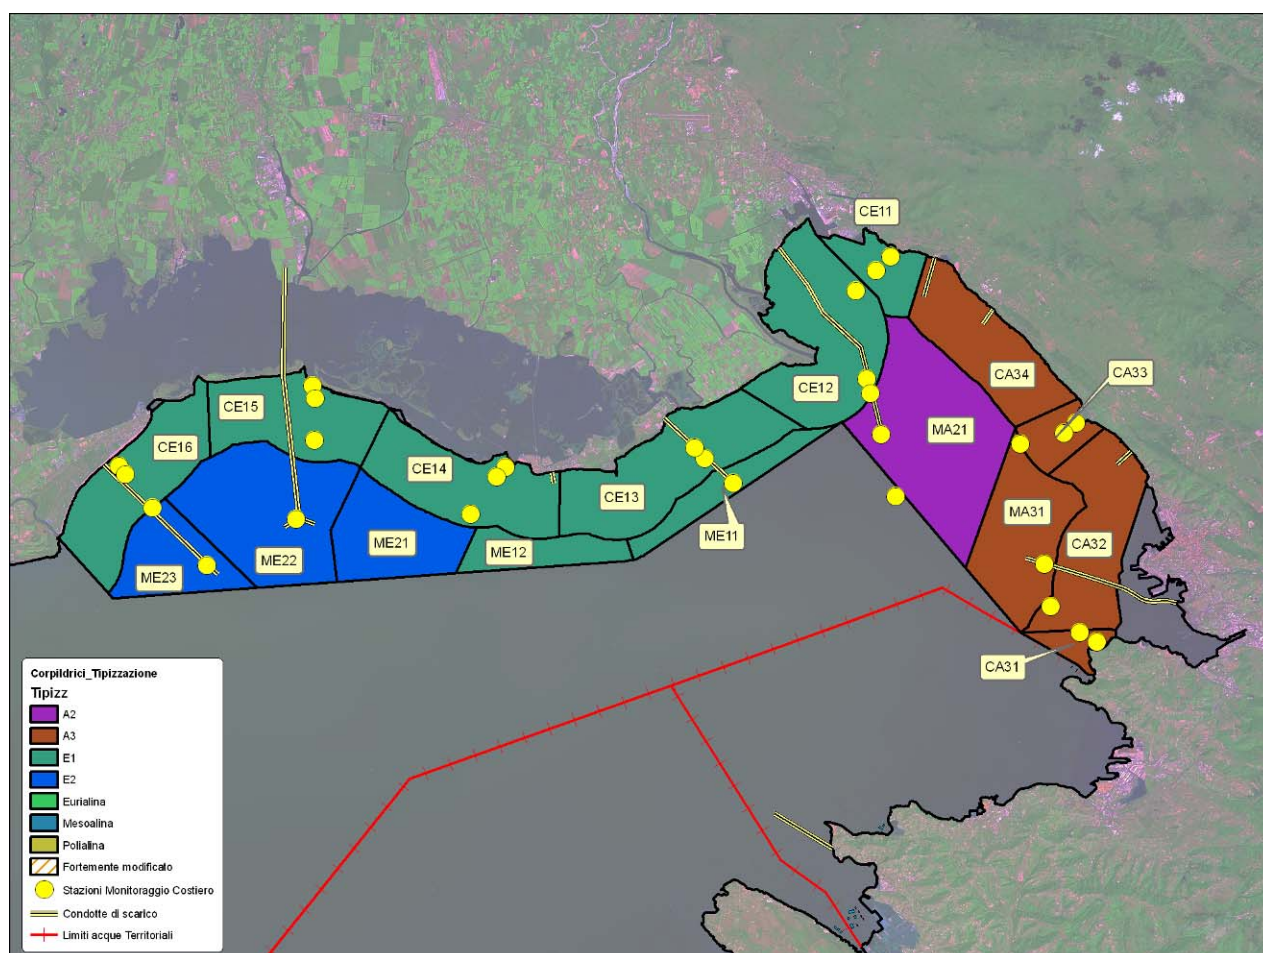 CE11
CA34
CA33
CE12
CE15
MA21
CE16
CE14
CE13
MA31
ME11
CA32
ME21
ME12
ME22
ME23
CA31
Corpildrici_Tipizzazione
Tipizz
A2
A3
E1
E2
Eurialina
Mesoalina
Polialina
Fortemente modificato
Stazioni Monitoraggio Costiero
Condotte di scarico
Limiti acque Territoriali